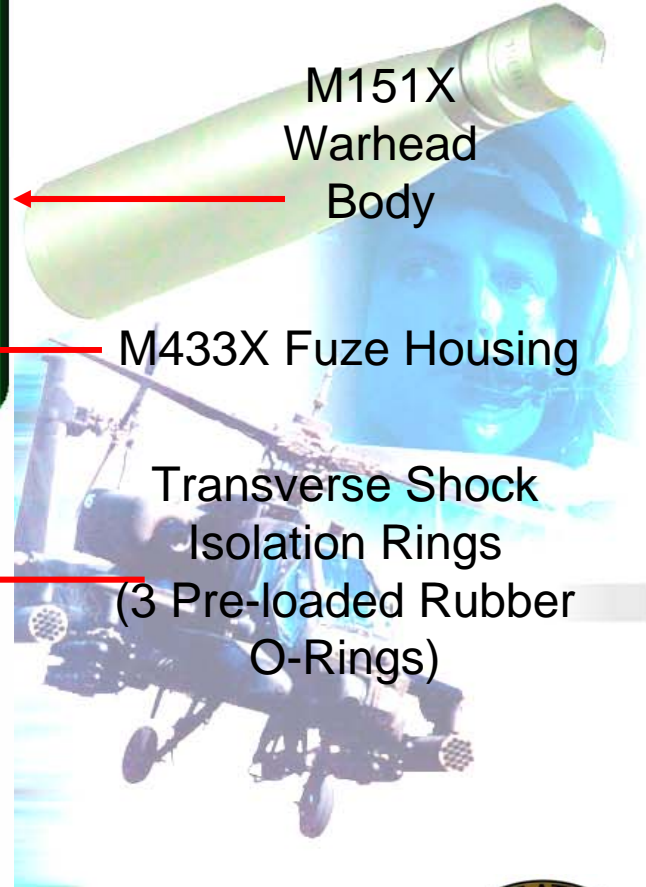 M151X
Warhead
Body
M433X Fuze Housing
Transverse Shock
Isolation Rings
(3 Pre-loaded Rubber
O-Rings)